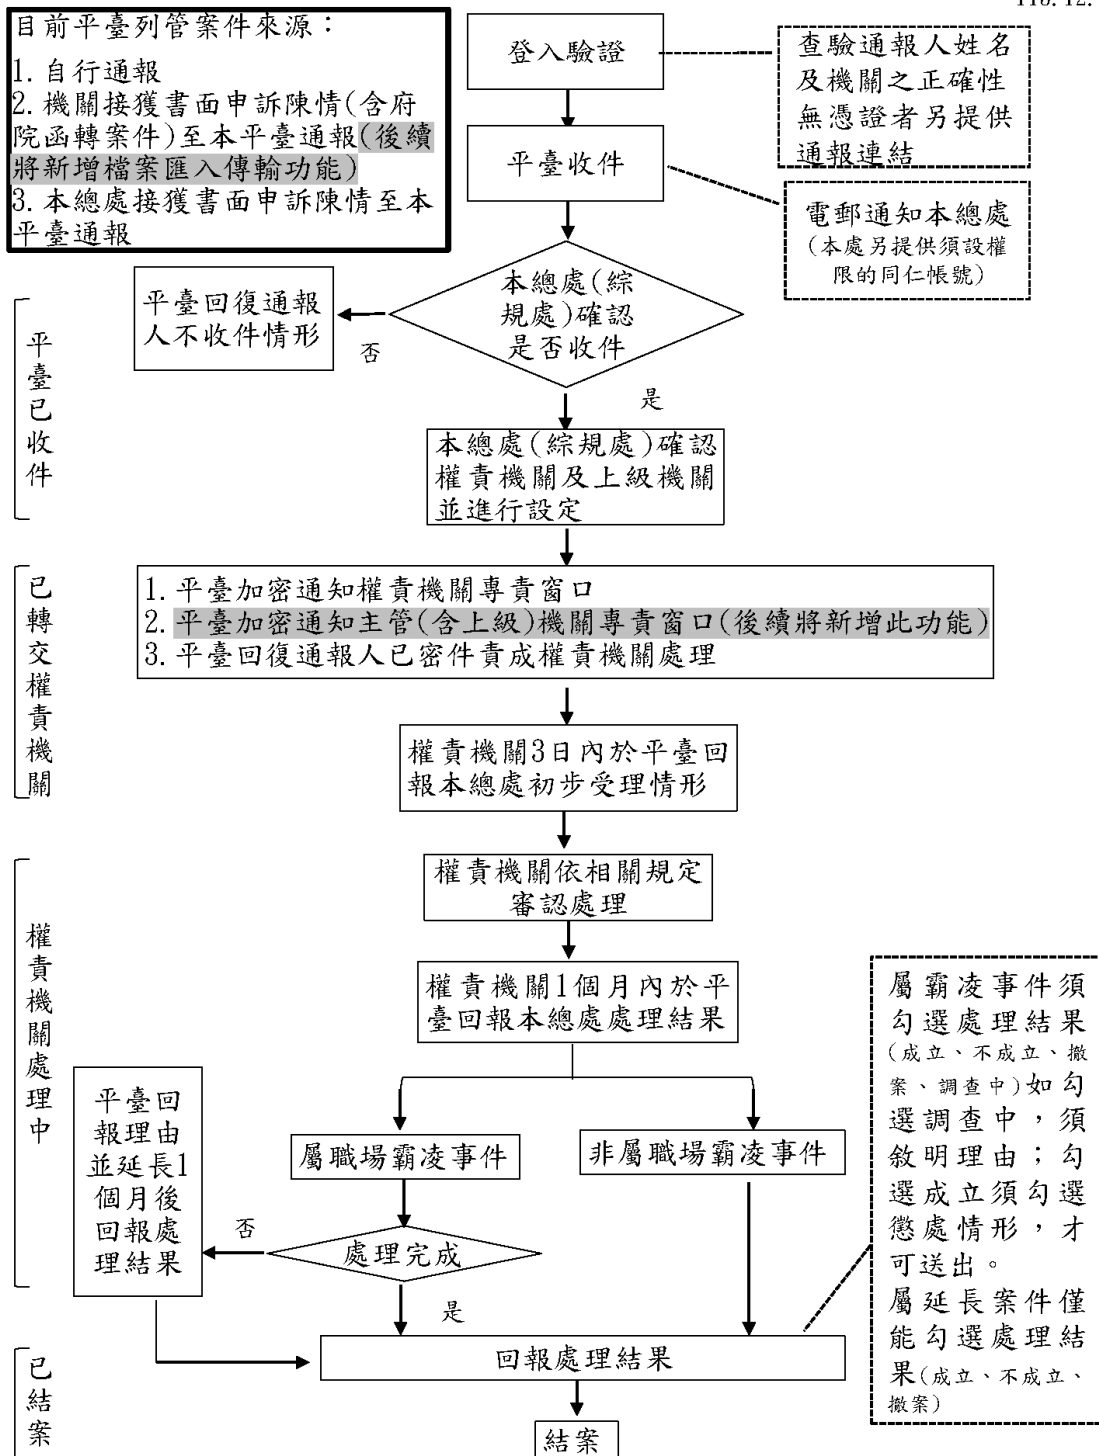 目前平臺列管案件來源：
1.自行通報
2.機關接獲書面申訴陳情(含府
院函轉案件)至本平臺通報(後續
將新增檔案匯入傳輸功能)
3.本總處接獲書面申訴陳情至本
平臺通報
登入驗證
查驗通報人姓名
及機關之正確性
無憑證者另提供
通報連結
平臺收件
電郵通知本總處
(本處另提供須設權
限的同仁帳號)
本總處(綜
規處)確認
是否收件
平臺回復通報
人不收件情形
否
是
平臺已收件
本總處(綜規處)確認
權責機關及上級機關
並進行設定
已轉交權責機關
1.平臺加密通知權責機關專責窗口
2.平臺加密通知主管(含上級)機關專責窗口(後續將新增此功能)
3.平臺回復通報人已密件責成權責機關處理
權責機關3日內於平臺回
報本總處初步受理情形
權責機關處理中
權責機關依相關規定
審認處理
權責機關1個月內於平
臺回報本總處處理結果
屬職場霸凌事件
非屬職場霸凌事件
平臺回
報理由
並延長1
個月後
回報處
理結果
否
處理完成
是
屬霸凌事件須
勾選處理結果
(成立、不成立、撤
案、調查中)如勾
選調查中，須
敘明理由；勾
選成立須勾選
懲處情形，才
可送出。
屬延長案件僅
能勾選處理結
果(成立、不成立、
撤案)
已結案
回報處理結果
結案